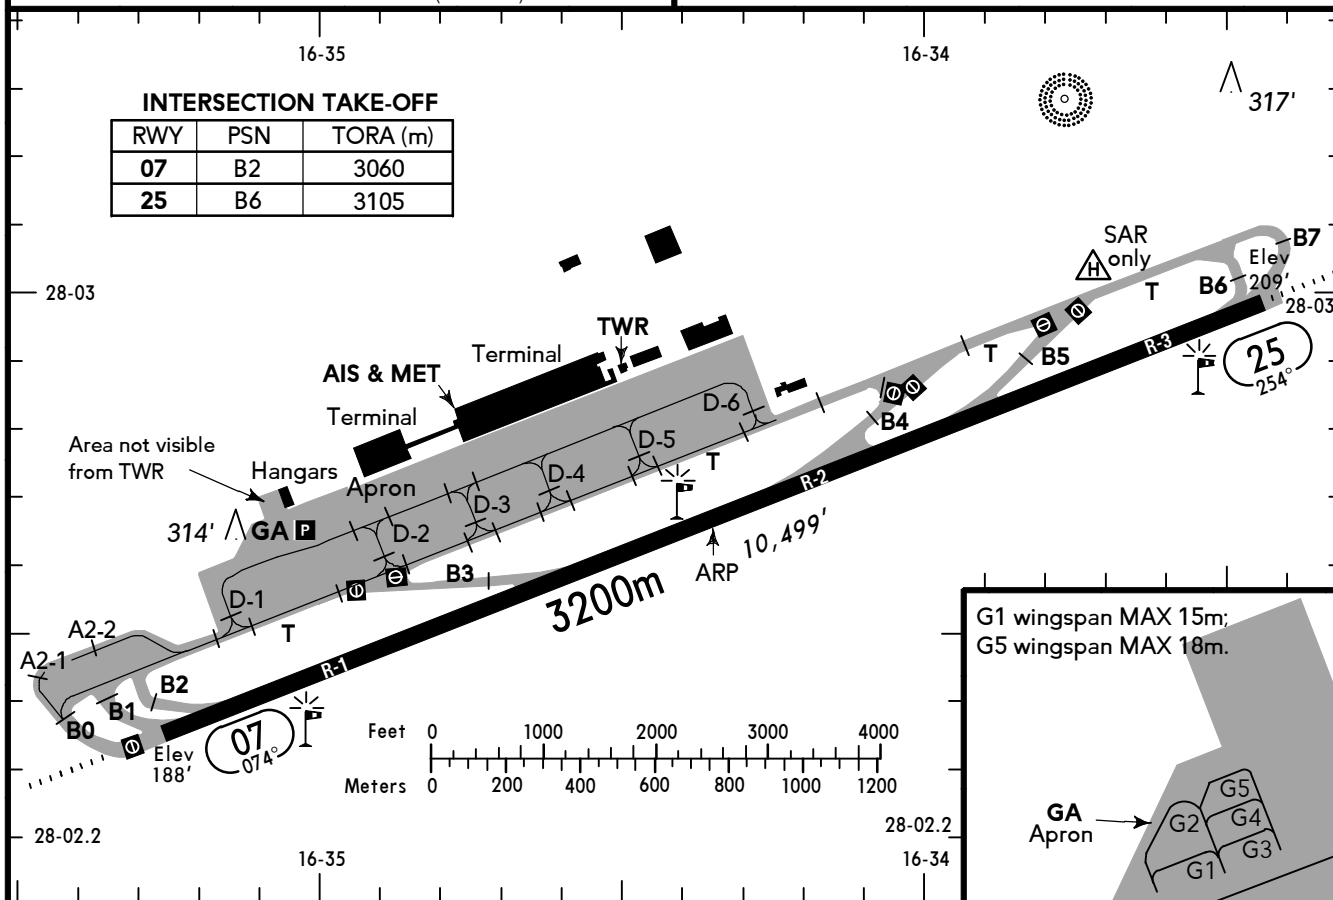 16-35
16-34
317'
INTERSECTION TAKE-OFF
RWY PSN TORA (m)
07 B2 3060
25 B6 3105
SAR
only
H
B7
Elev
209'
B6
T
28-03
28-03
TWR
Terminal
AIS & MET
Terminal
T
B5
R-3
25
254°
D-6
B4
Area not visible
from TWR
Hangars
Apron
D-5
T
D-4
R-2
D-3
314'
GA P
D-2
10,499'
ARP
B3
3200m
D-1
T
A2-2
A2-1
R-1
B2
B1
B0
Elev
188'
07
074°
Feet 0 1000 2000 3000 4000
Meters 0 200 400 600 800 1000 1200
28-02.2
28-02.2
16-35
16-34
G1 wingspan MAX 15m;
G5 wingspan MAX 18m.
GA
Apron
G5
G2
G4
G1
G3